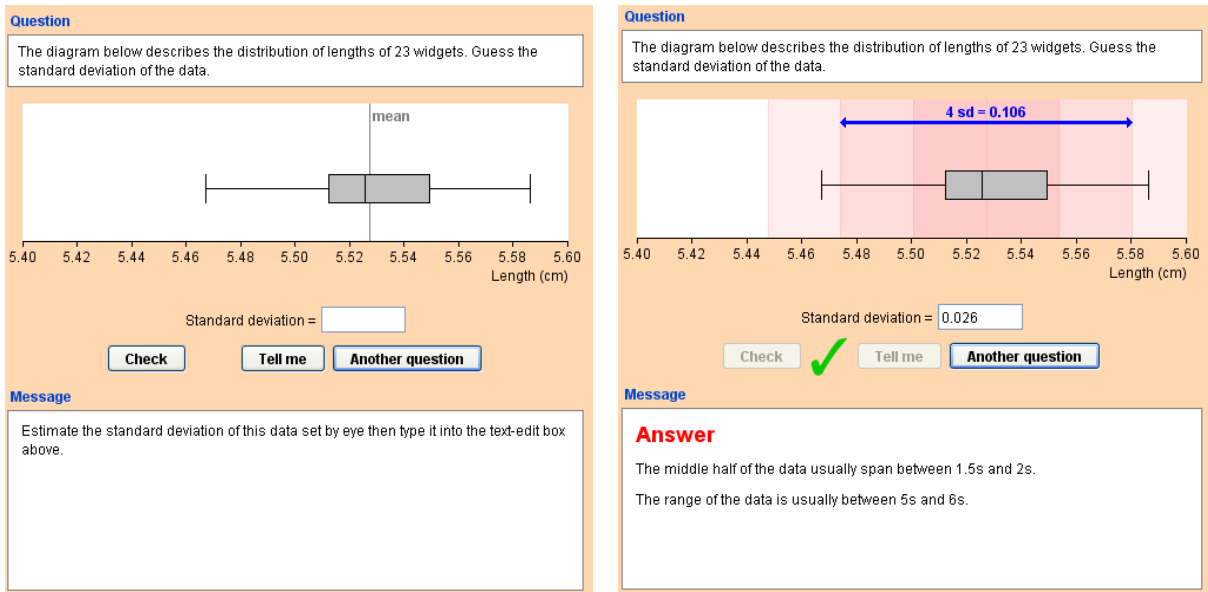 Question
The diagram below describes the distribution of lengths of 23 widgets. Guess the
standard deviation of the data.
mean
5.40 5.42 5.44 5.46 5.48 5.50 5.52 5.54 5.56 5.58 5.60
Length (cm)
Standard deviation =
Check Tell me Another question
Message
Estimate the standard deviation of this data set by eye then type it into the text-edit box
above.
Question
The diagram below describes the distribution of lengths of 23 widgets. Guess the
standard deviation of the data.
4 sd = 0.106
5.40 5.42 5.44 5.46 5.48 5.50 5.52 5.54 5.56 5.58 5.60
Length (cm)
Standard deviation = 0.026
Check Tell me Another question
Message
Answer
The middle half of the data usually span between 1.5s and 2s.
The range of the data is usually between 5s and 6s.